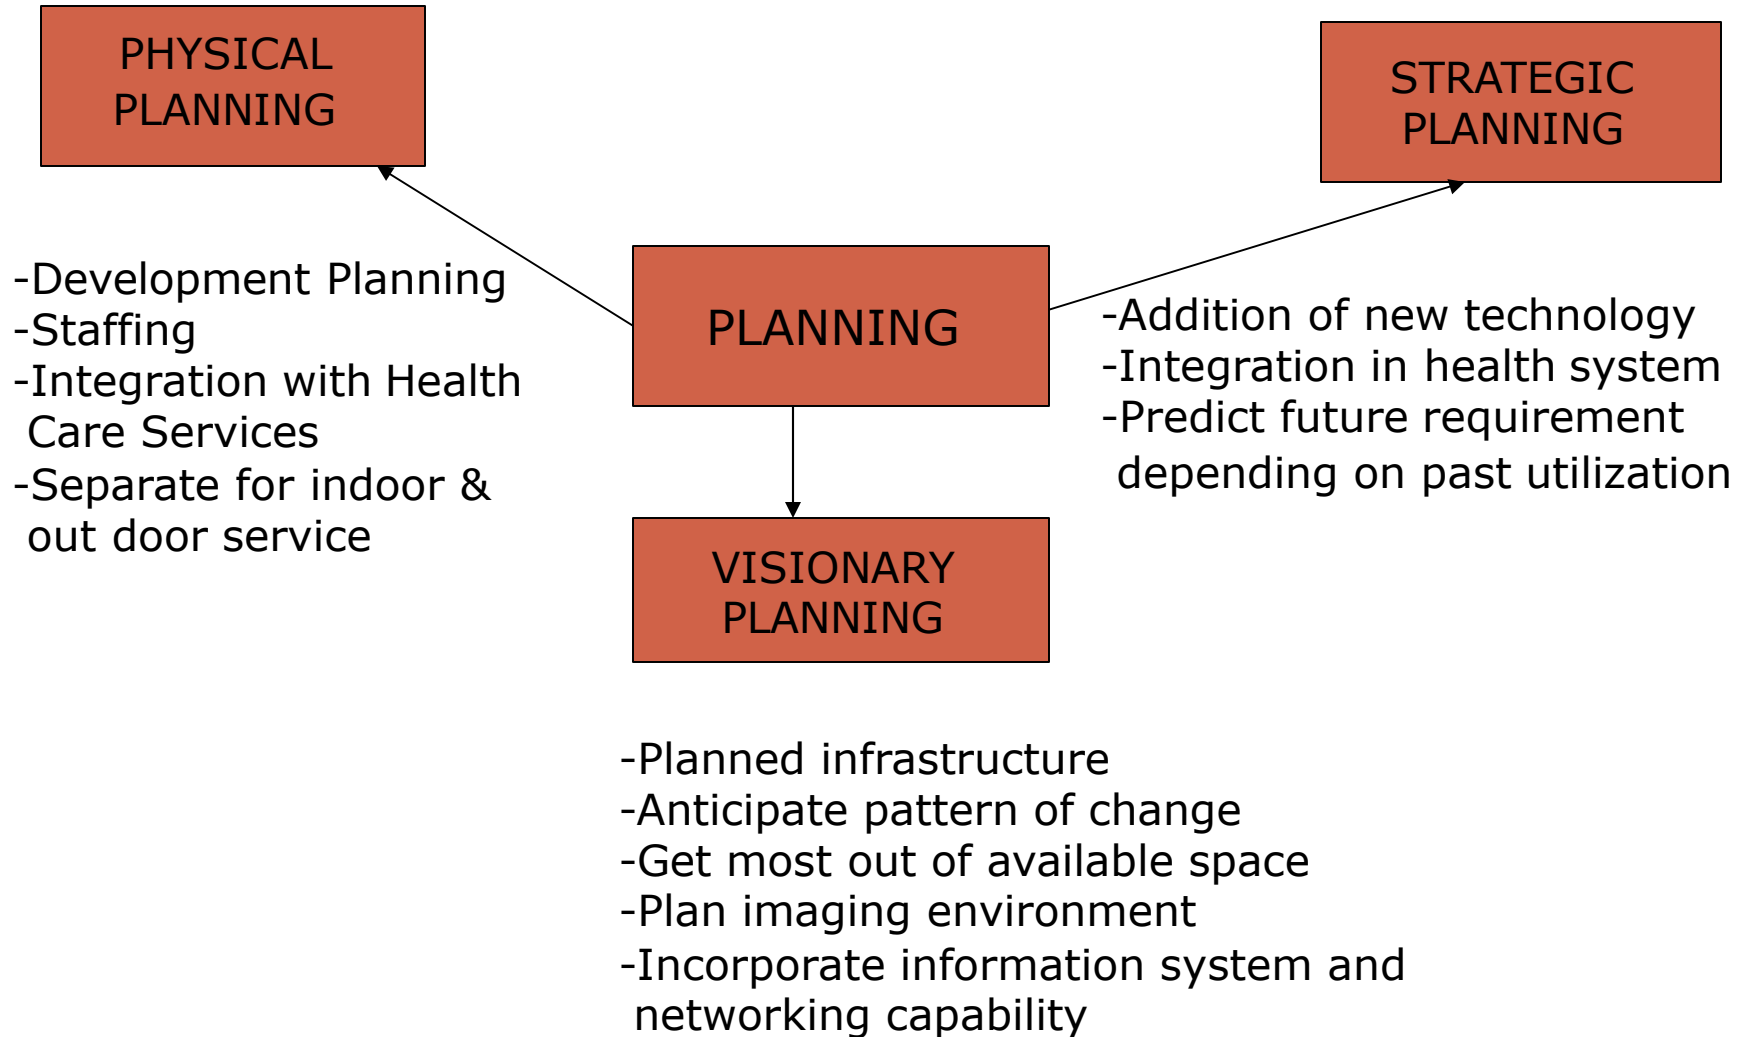 PHYSICAL
PLANNING
-Development Planning
-Staffing
-Integration with Health
Care Services
-Separate for indoor &
out door service
PLANNING
STRATEGIC
PLANNING
-Addition of new technology
-Integration in health system
-Predict future requirement
depending on past utilization
VISIONARY
PLANNING
-Planned infrastructure
-Anticipate pattern of change
-Get most out of available space
-Plan imaging environment
-Incorporate information system and
networking capability